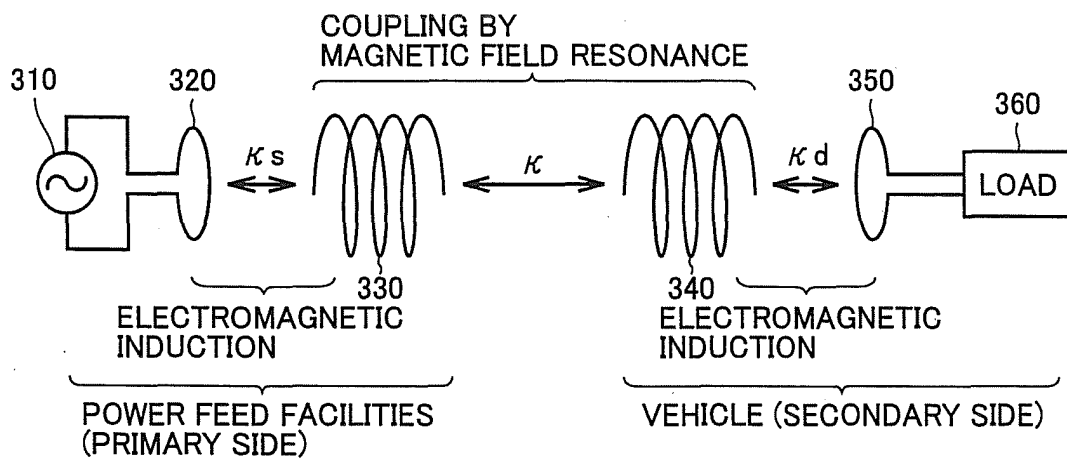 COUPLING BY
MAGNETIC FIELD RESONANCE
310
320
350
360
κs
κ
κd
LOAD
330
340
ELECTROMAGNETIC
INDUCTION
ELECTROMAGNETIC
INDUCTION
POWER FEED FACILITIES
(PRIMARY SIDE)
VEHICLE (SECONDARY SIDE)